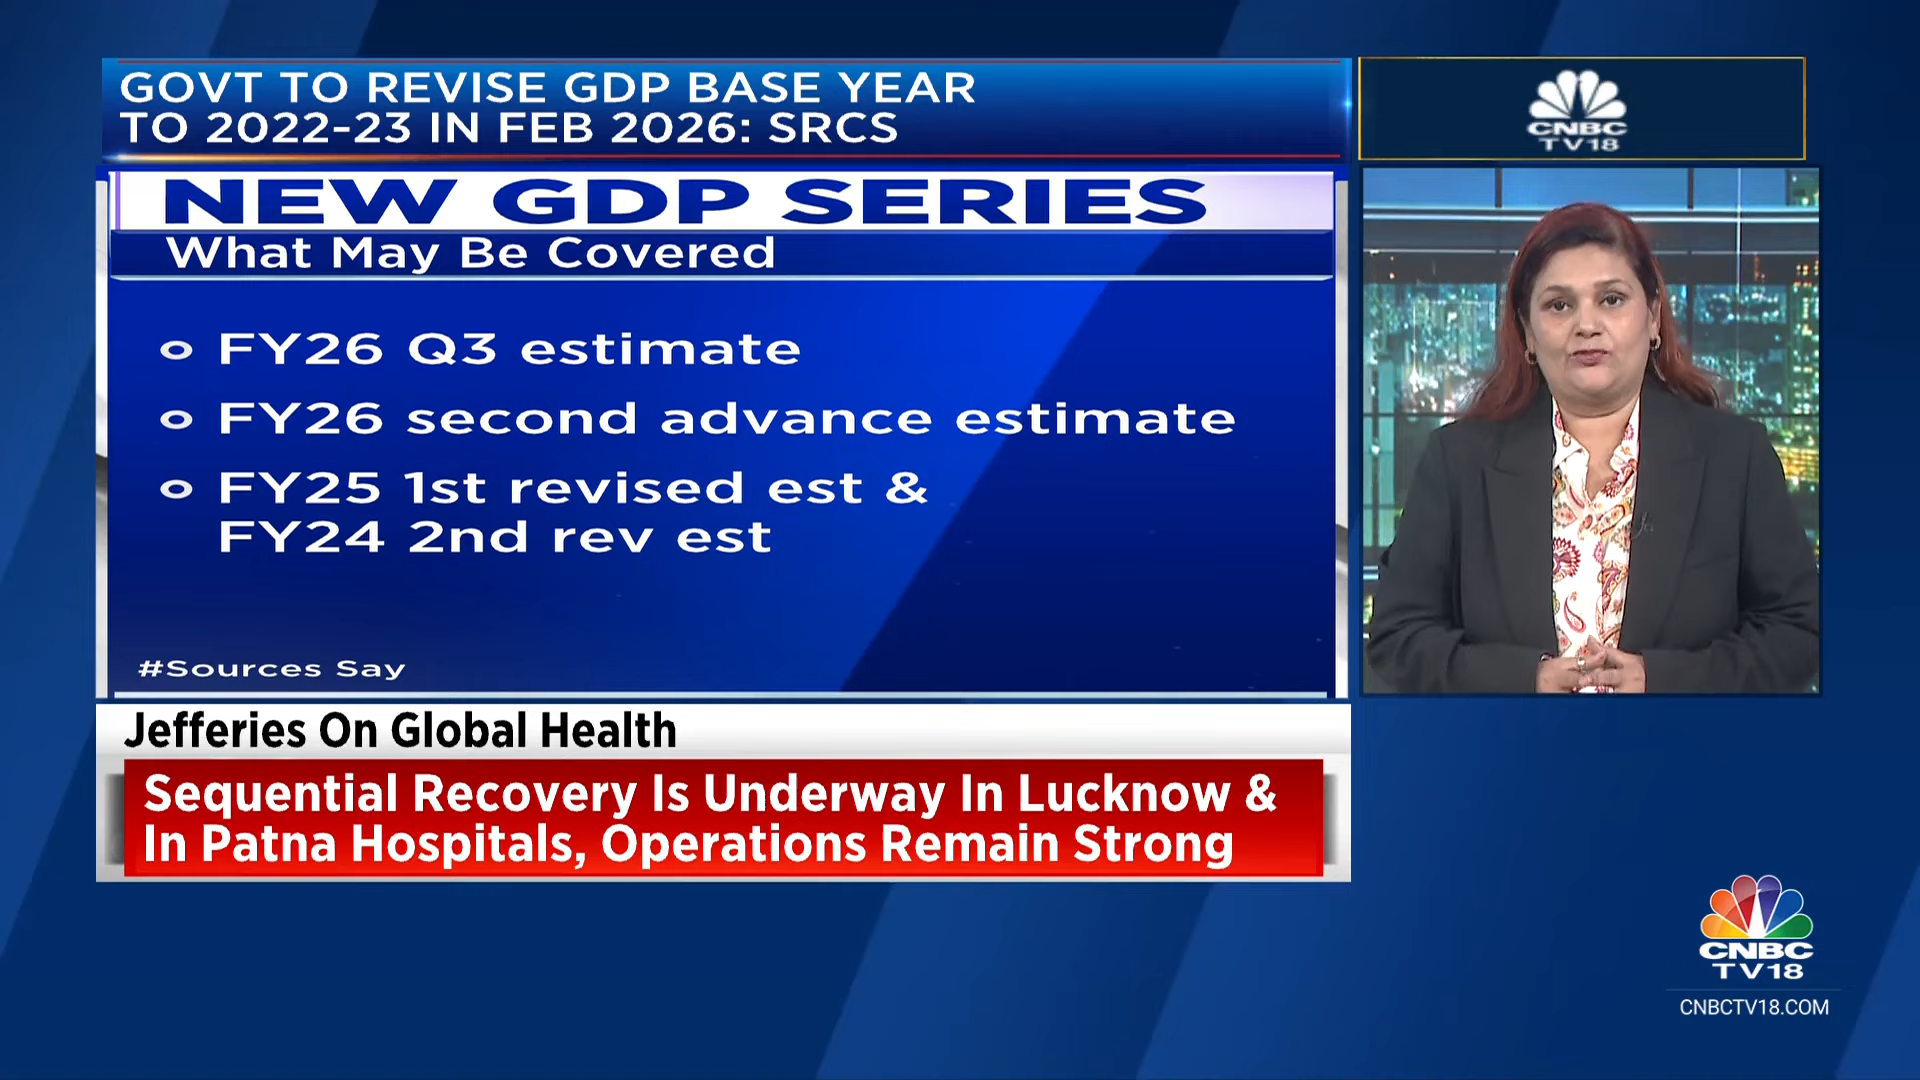 GOVT TO REVISE GDP BASE YEAR
TO 2022-23 IN FEB 2026: SRCS
CNBC
TV18
NEW GDP SERIES
What May Be Covered
FY26 Q3 estimate
FY26 second advance estimate
FY25 1st revised est &
FY24 2nd rev est
#Sources Say
Jefferies On Global Health
Sequential Recovery Is Underway In Lucknow &
In Patna Hospitals, Operations Remain Strong
CNBC
TV18
CNBCTV18.COM